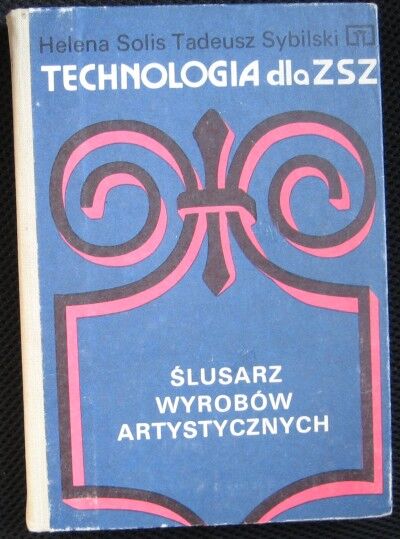 Helena Solis Tadeusz Sybilski
TECHNOLOGIA dla ZSZ
ŚLUSARZ
WYROBÓW
ARTYSTYCZNYCH